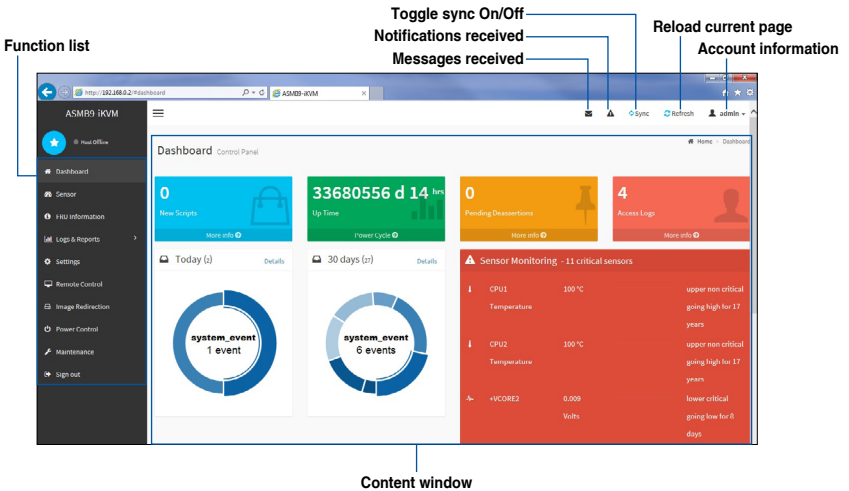 Toggle sync On/Off
Notifications received
Reload current page
Function list
Messages received
Account information
http://192.168.0.2/#dashboard
ASMB9-iKVM
ASMB9-iKVM
Sync
Refresh
admin
Host Offline
Dashboard Control Panel
Home > Dashboard
Dashboard
Sensor
FRU Information
Logs & Reports
Settings
Remote Control
Image Redirection
Power Control
Maintenance
Sign out
0
New Scripts
More info
33680556 d 14 hrs
Up Time
Power Cycle
0
Pending Deassertions
More info
4
Access Logs
More info
Today (2)
Details
system_event
1 event
30 days (27)
Details
system_event
6 events
Sensor Monitoring - 11 critical sensors
CPU1 Temperature
100 °C
upper non critical going high for 17 years
CPU2 Temperature
100 °C
upper non critical going high for 17 years
+VCORE2
0.009 Volts
lower critical going low for 8 days
Content window